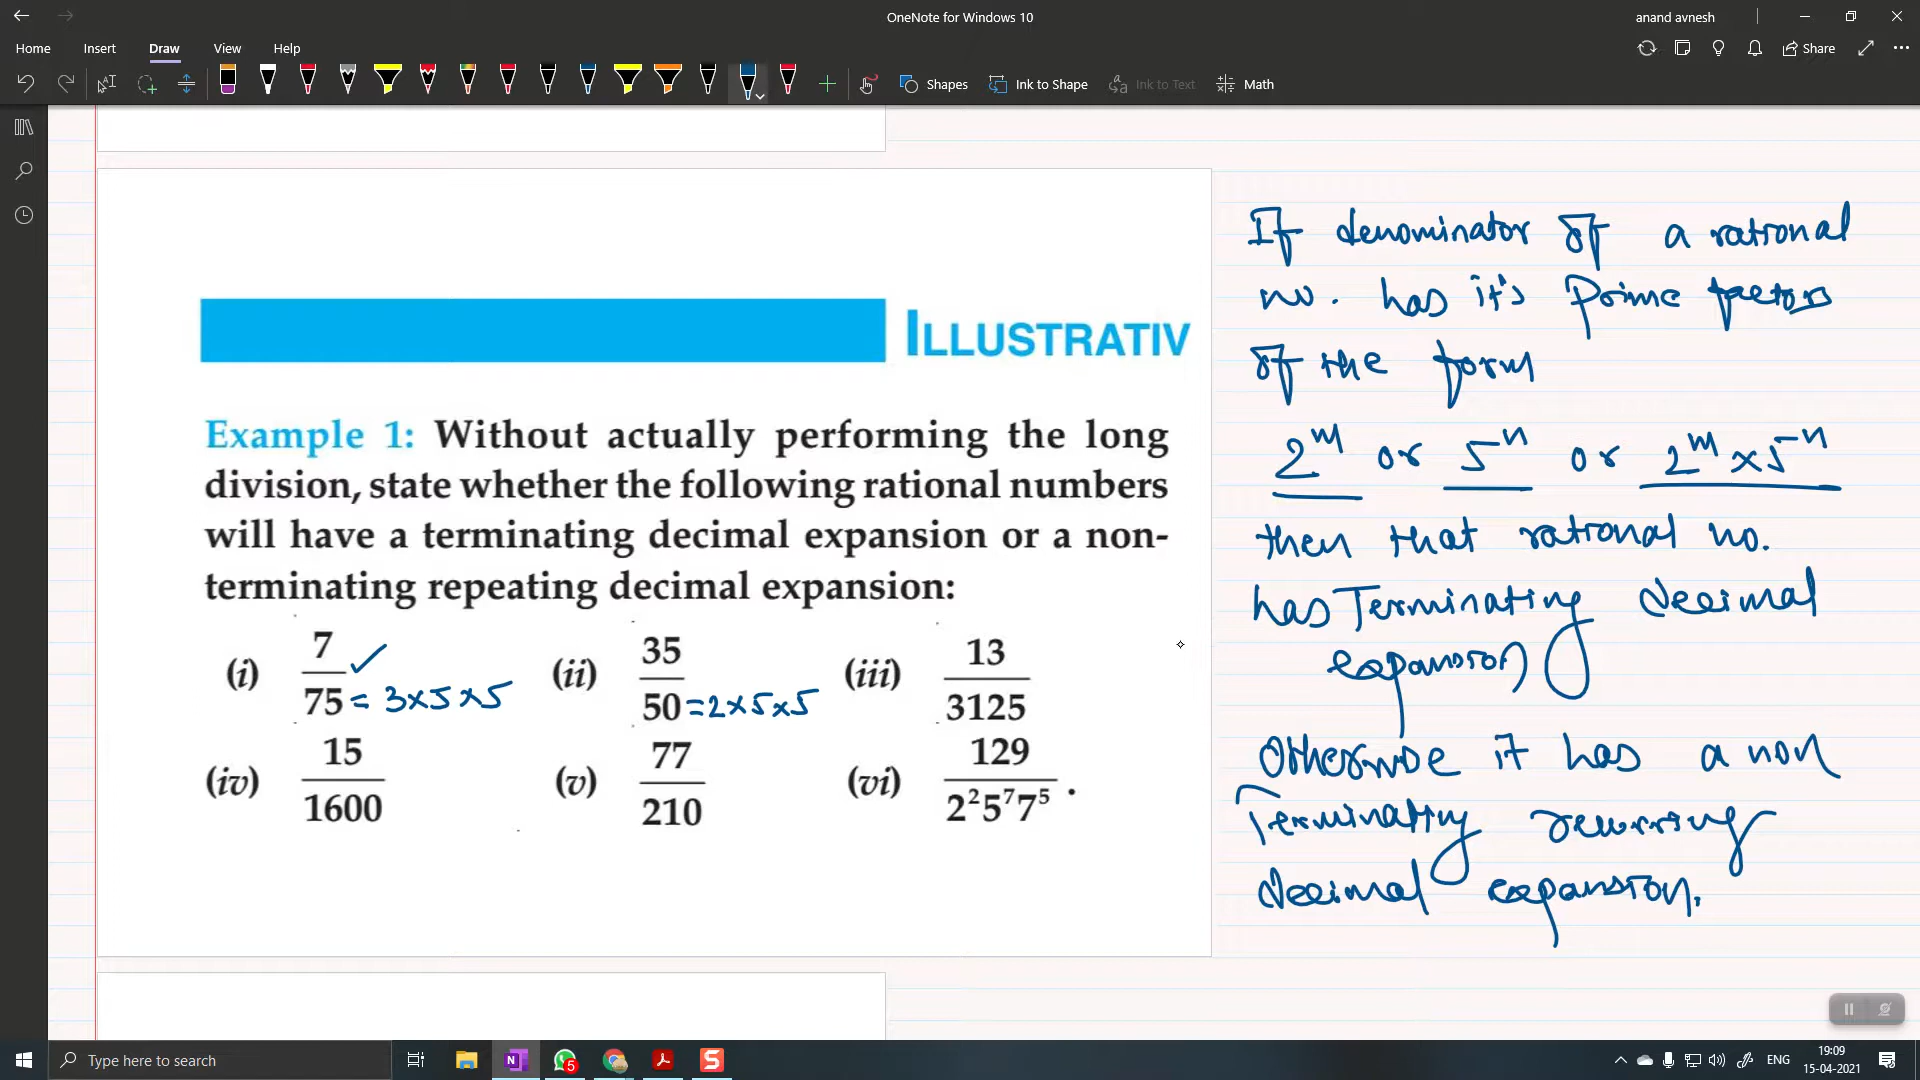 OneNote for Windows 10
anand avnesh
Home Insert Draw View Help
Share
Shapes Ink to Shape Ink to Text Math
ILLUSTRATIV
Example 1: Without actually performing the long
division, state whether the following rational numbers
will have a terminating decimal expansion or a non-
terminating repeating decimal expansion:
(i) 7/75 = 3×5×5 (ii) 35/50 = 2×5×5 (iii) 13/3125
(iv) 15/1600 (v) 77/210 (vi) 129/2²5⁷7⁵ .
If denominator of a rational
no. has it's Prime factors
of the form
2ᵐ or 5ⁿ or 2ᵐ×5ⁿ
then that rational no.
has Terminating decimal
expansion
Otherwise it has a non
Terminating recurring
decimal expansion.
Type here to search
5
ENG
19:09
15-04-2021